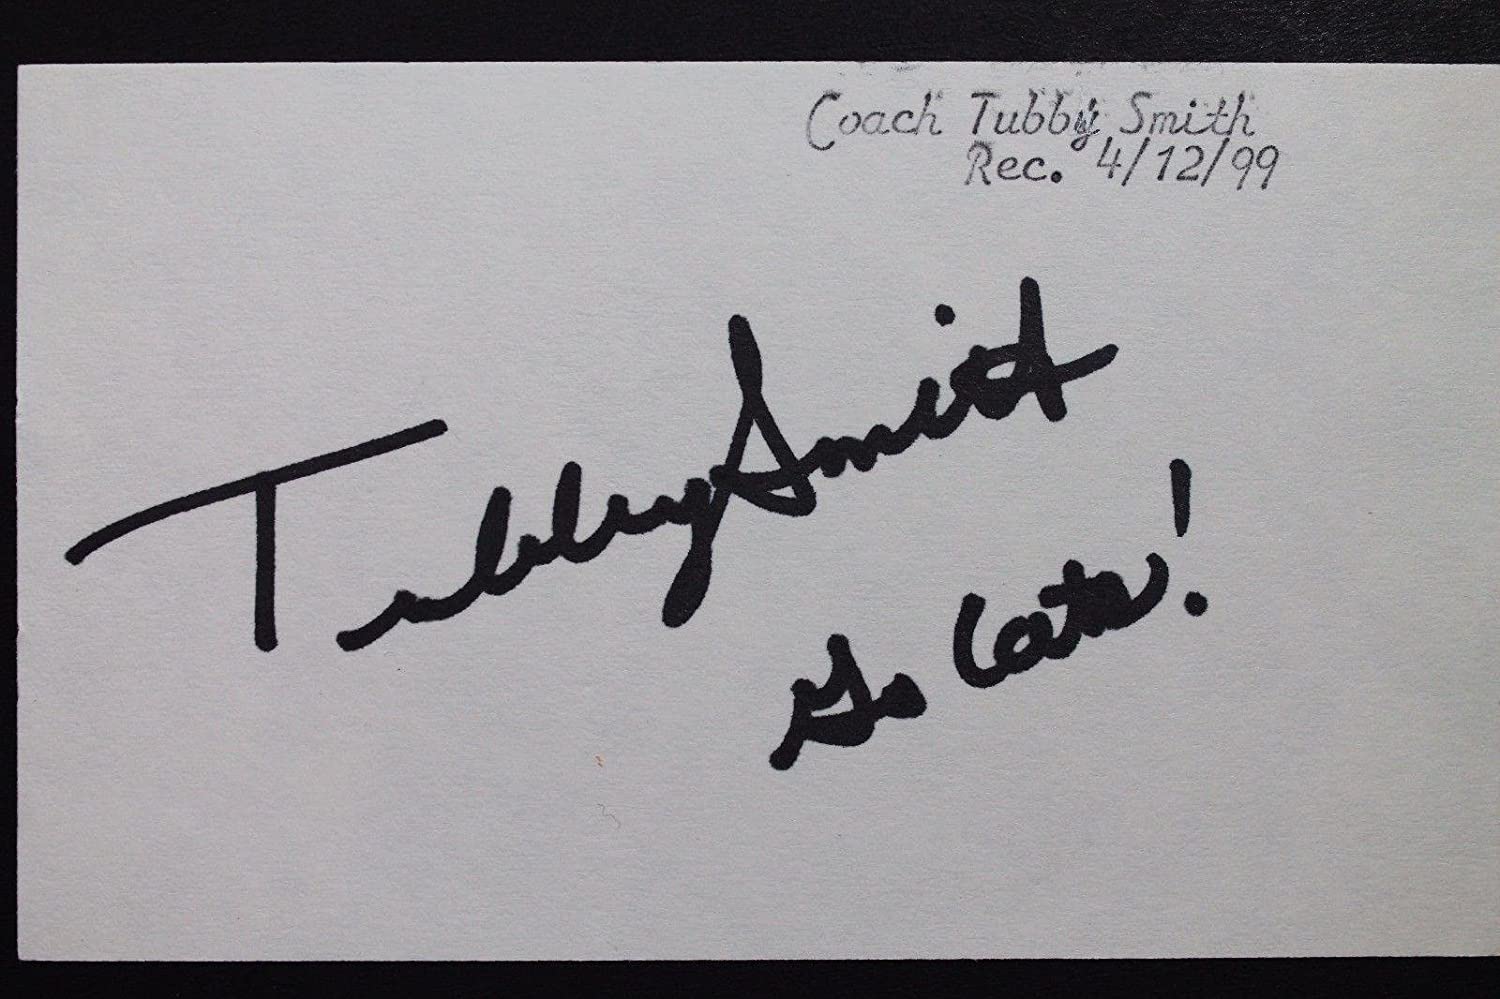 Coach Tubby Smith
Rec. 4/12/99
Tubby Smith
Go Cats!